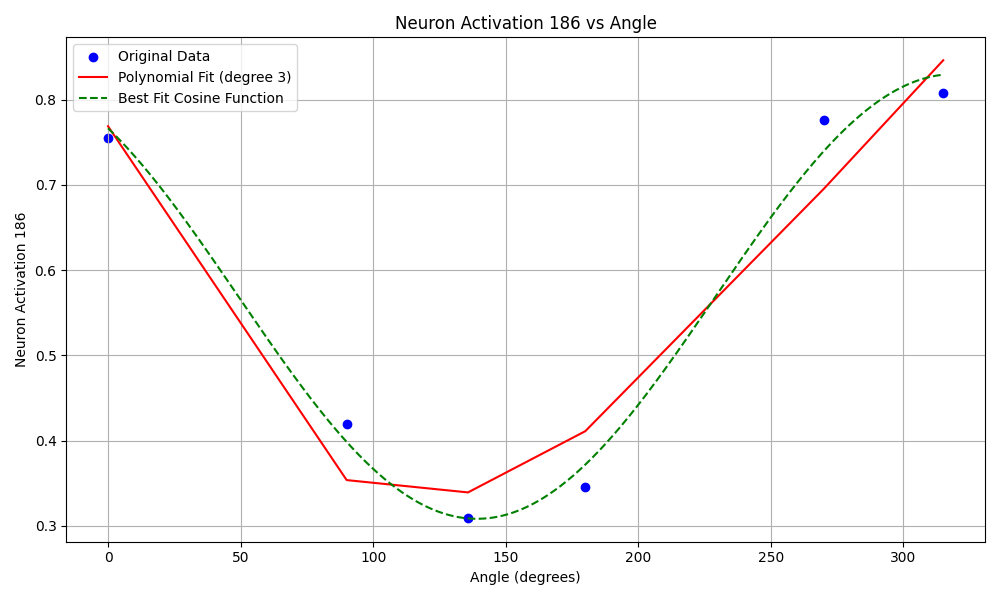 Neuron Activation 186 vs Angle
Original Data
Polynomial Fit (degree 3)
Best Fit Cosine Function
Neuron Activation 186
0.8
0.7
0.6
0.5
0.4
0.3
0
50
100
150
200
250
300
Angle (degrees)